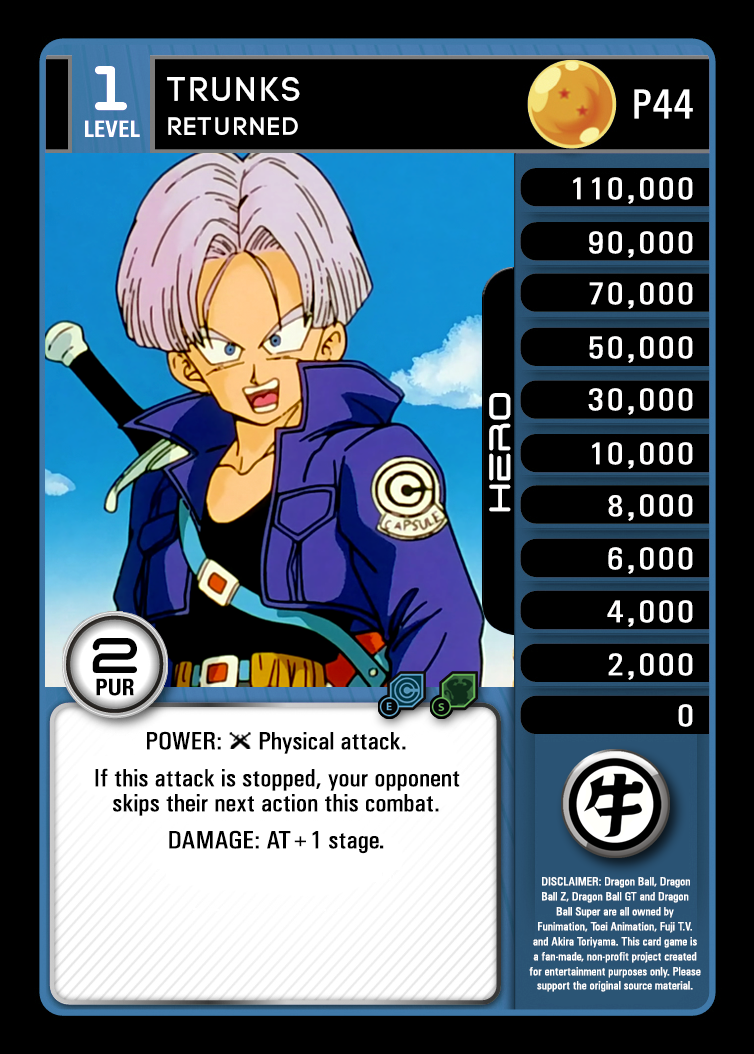 1
LEVEL
TRUNKS
RETURNED
P44
110,000
90,000
70,000
50,000
30,000
10,000
8,000
6,000
4,000
2,000
0
HERO
CAPSULE
2
PUR
E
S
POWER: Physical attack.
If this attack is stopped, your opponent
skips their next action this combat.
DAMAGE: AT+1 stage.
牛
DISCLAIMER: Dragon Ball, Dragon
Ball Z, Dragon Ball GT and Dragon
Ball Super are all owned by
Funimation, Toei Animation, Fuji T.V.
and Akira Toriyama. This card game is
a fan-made, non-profit project created
for entertainment purposes only. Please
support the original source material.